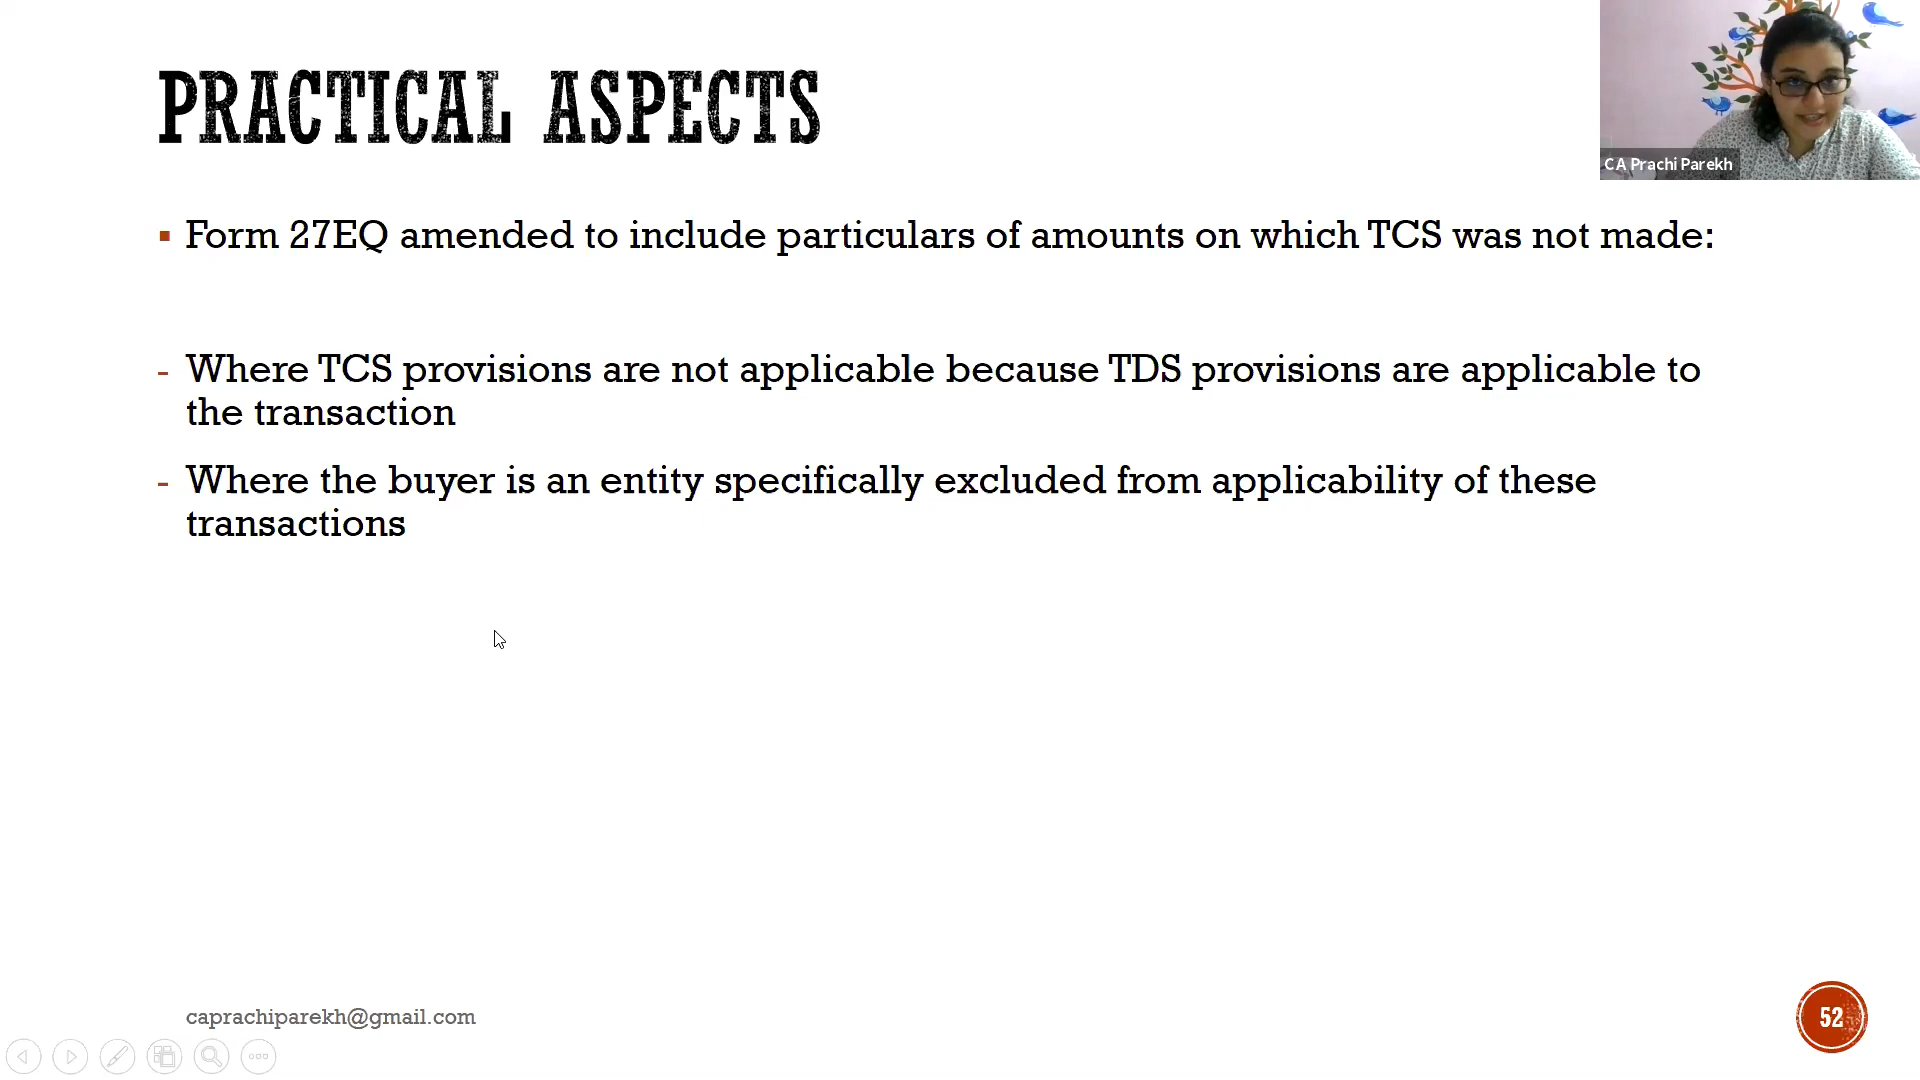 PRACTICAL ASPECTS
CA Prachi Parekh
▪ Form 27EQ amended to include particulars of amounts on which TCS was not made:
- Where TCS provisions are not applicable because TDS provisions are applicable to
the transaction
- Where the buyer is an entity specifically excluded from applicability of these
transactions
caprachiparekh@gmail.com
52